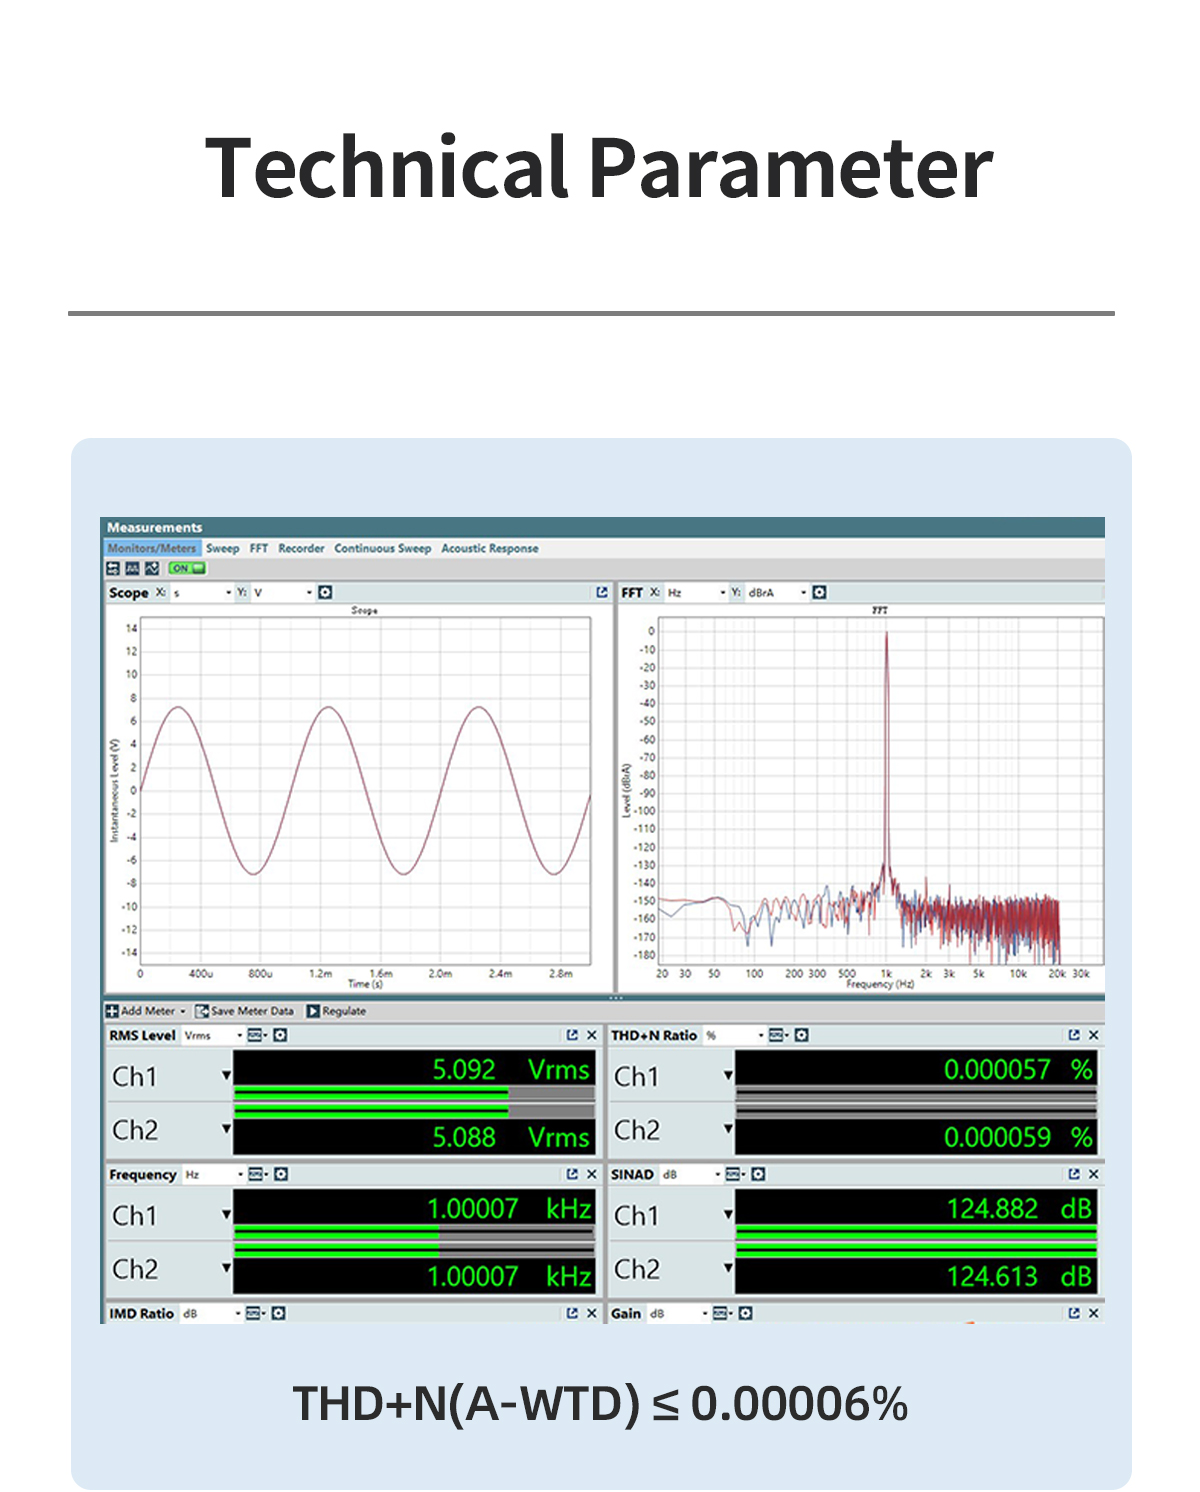 Technical Parameter
Measurements
Monitors/Meters Sweep FFT Recorder Continuous Sweep Acoustic Response
ON
Scope X: s Y: V
FFT X: Hz Y: dBrA
Scope
FFT
Instantaneous Level (V)
14
12
10
8
6
4
2
0
-2
-4
-6
-8
-10
-12
-14
0 400u 800u 1.2m 1.6m 2.0m 2.4m 2.8m
Time (s)
Level (dBrA)
0
-10
-20
-30
-40
-50
-60
-70
-80
-90
-100
-110
-120
-130
-140
-150
-160
-170
-180
20 30 50 100 200 300 500 1k 2k 3k 5k 10k 20k 30k
Frequency (Hz)
Add Meter Save Meter Data Regulate
RMS Level Vrms
Ch1 5.092 Vrms
Ch2 5.088 Vrms
THD+N Ratio %
Ch1 0.000057 %
Ch2 0.000059 %
Frequency Hz
Ch1 1.00007 kHz
Ch2 1.00007 kHz
SINAD dB
Ch1 124.882 dB
Ch2 124.613 dB
IMD Ratio dB
Gain dB
THD+N(A-WTD) ≤ 0.00006%